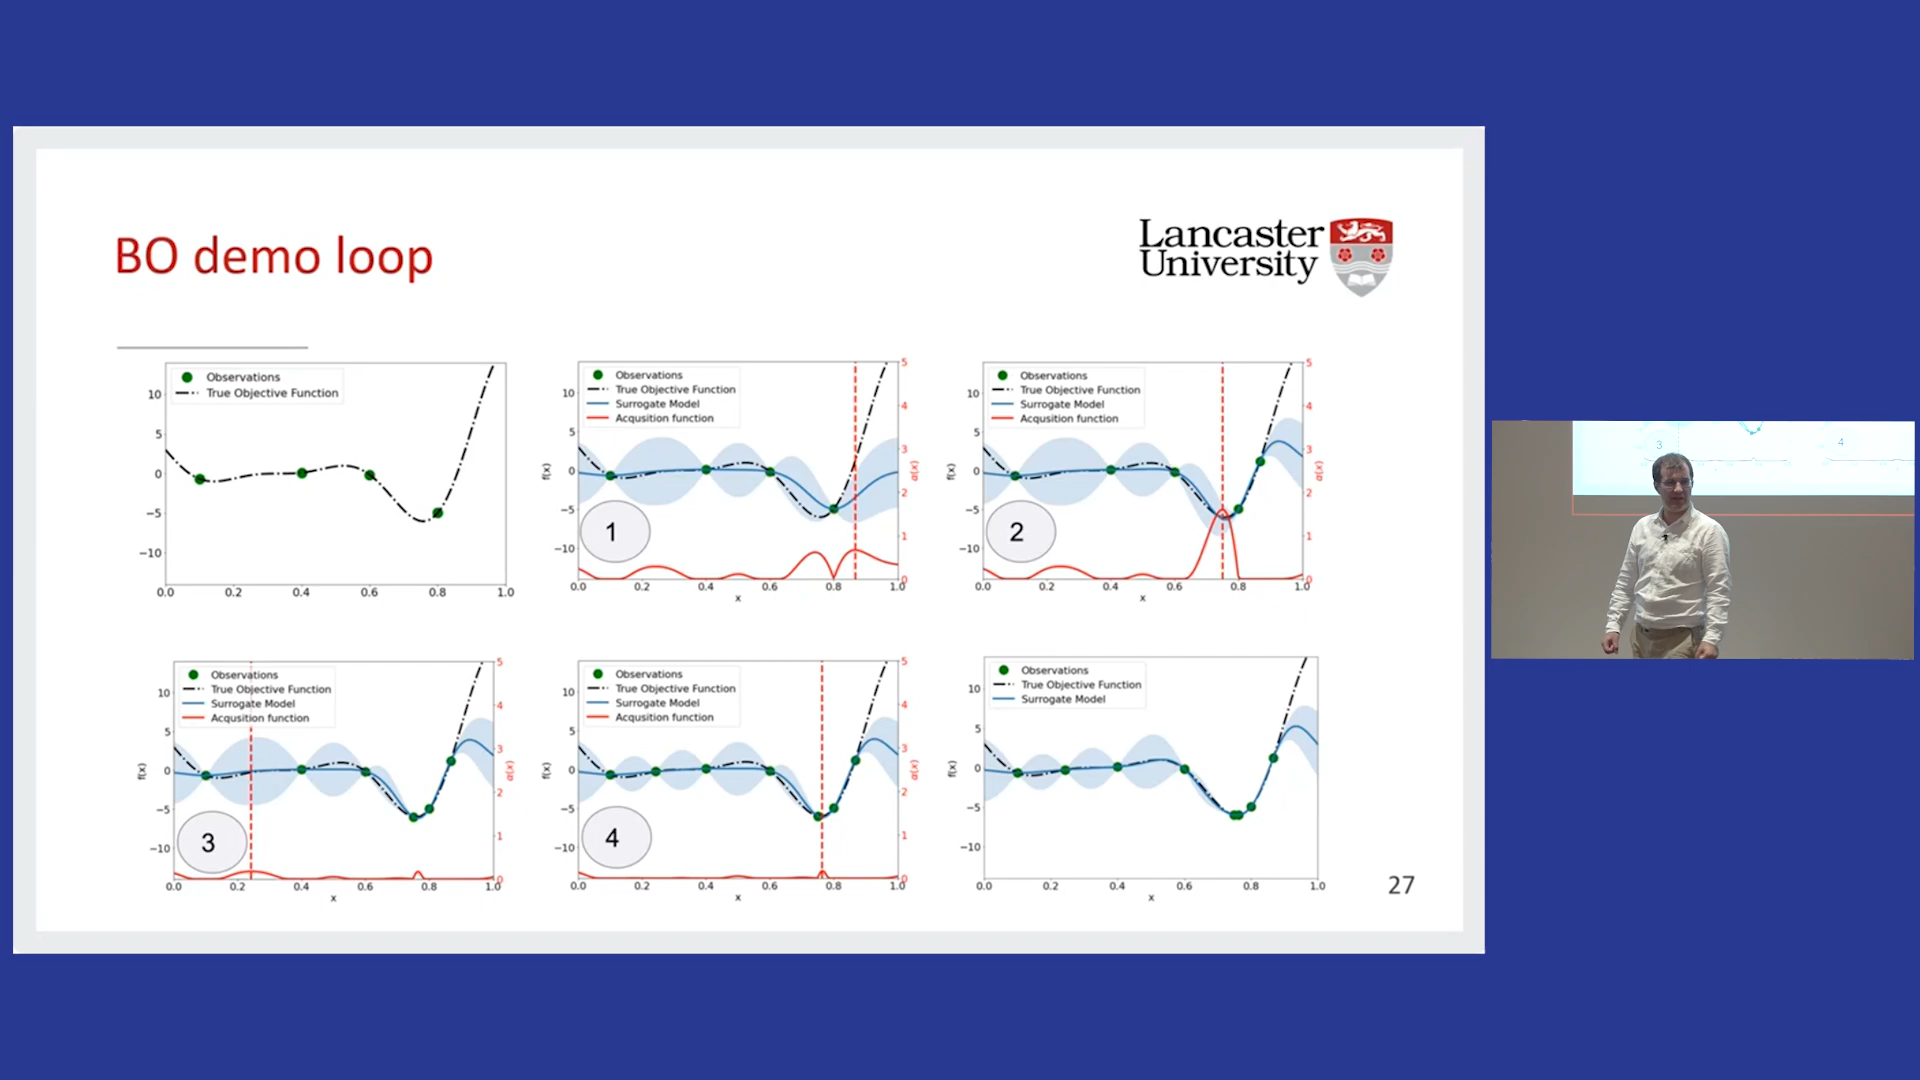 BO demo loop
Lancaster
University
Observations
True Objective Function
10
5
0
−5
−10
0.0 0.2 0.4 0.6 0.8 1.0
Observations
True Objective Function
Surrogate Model
Acqusition function
f(x)
10
5
0
−5
−10
5
4
3
2
1
0
α(x)
1
0.0 0.2 0.4 0.6 0.8 1.0
x
Observations
True Objective Function
Surrogate Model
Acqusition function
f(x)
10
5
0
−5
−10
5
4
3
2
1
0
α(x)
2
0.0 0.2 0.4 0.6 0.8 1.0
x
Observations
True Objective Function
Surrogate Model
Acqusition function
f(x)
10
5
0
−5
−10
5
4
3
2
1
0
α(x)
3
0.0 0.2 0.4 0.6 0.8 1.0
x
Observations
True Objective Function
Surrogate Model
Acqusition function
f(x)
10
5
0
−5
−10
5
4
3
2
1
0
α(x)
4
0.0 0.2 0.4 0.6 0.8 1.0
x
Observations
True Objective Function
Surrogate Model
f(x)
10
5
0
−5
−10
0.0 0.2 0.4 0.6 0.8 1.0
x
27
3
4